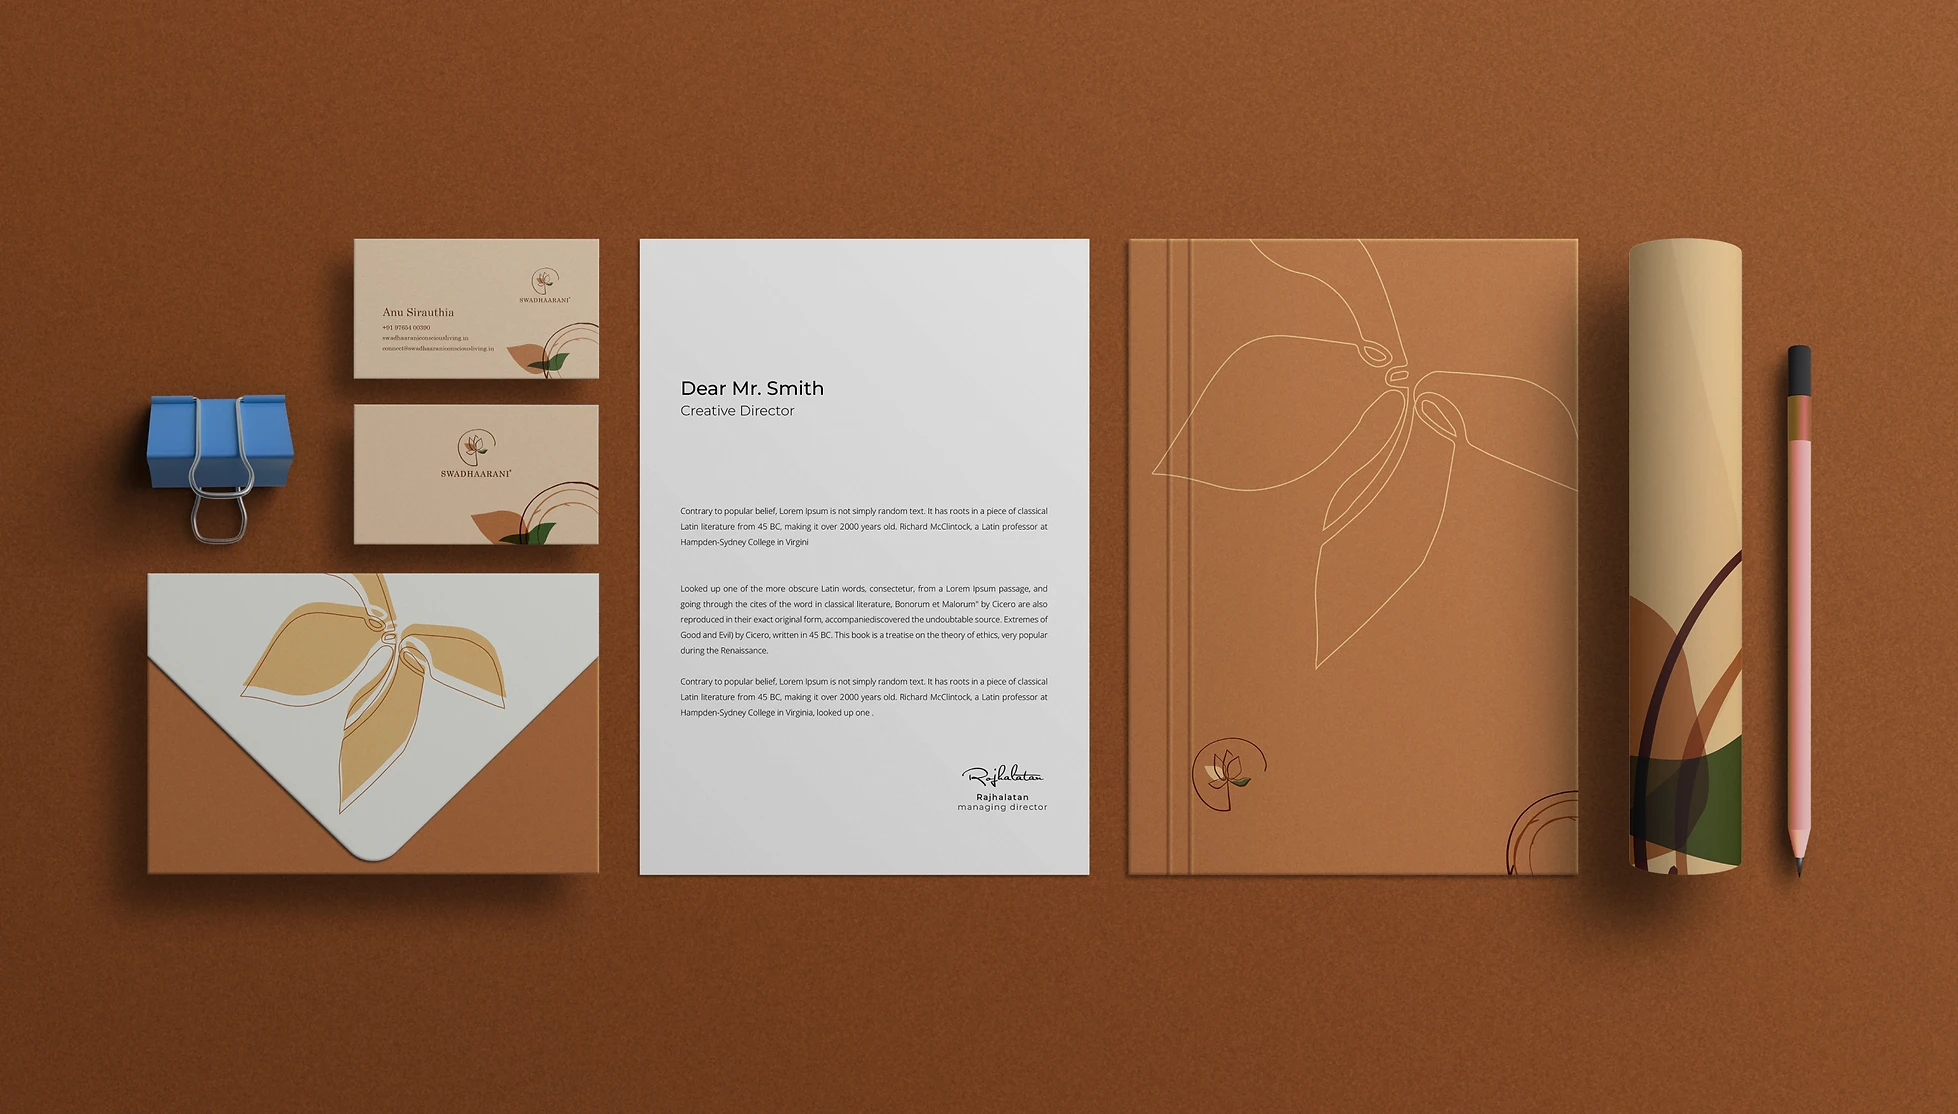 SWADHAARANI
Anu Sirauthia
+91 97654 00390
swadhaaraniconsciousliving.in
connect@swadhaaraniconsciousliving.in
SWADHAARANI
Dear Mr. Smith
Creative Director
Contrary to popular belief, Lorem Ipsum is not simply random text. It has roots in a piece of classical
Latin literature from 45 BC, making it over 2000 years old. Richard McClintock, a Latin professor at
Hampden-Sydney College in Virgini
Looked up one of the more obscure Latin words, consectetur, from a Lorem Ipsum passage, and
going through the cites of the word in classical literature, Bonorum et Malorum" by Cicero are also
reproduced in their exact original form, accompaniediscovered the undoubtable source. Extremes of
Good and Evil) by Cicero, written in 45 BC. This book is a treatise on the theory of ethics, very popular
during the Renaissance.
Contrary to popular belief, Lorem Ipsum is not simply random text. It has roots in a piece of classical
Latin literature from 45 BC, making it over 2000 years old. Richard McClintock, a Latin professor at
Hampden-Sydney College in Virginia, looked up one .
Rajhalatan
Rajhalatan
managing director